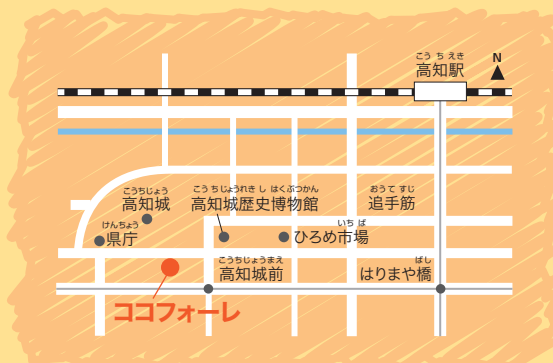 こうちえき
高知駅
N
こうちじょう
高知城
こうちじょうれきしはくぶつかん
高知城歴史博物館
おうてすじ
追手筋
けんちょう
県庁
いちば
ひろめ市場
こうちじょうまえ
高知城前
ばし
はりまや橋
ココフォーレ